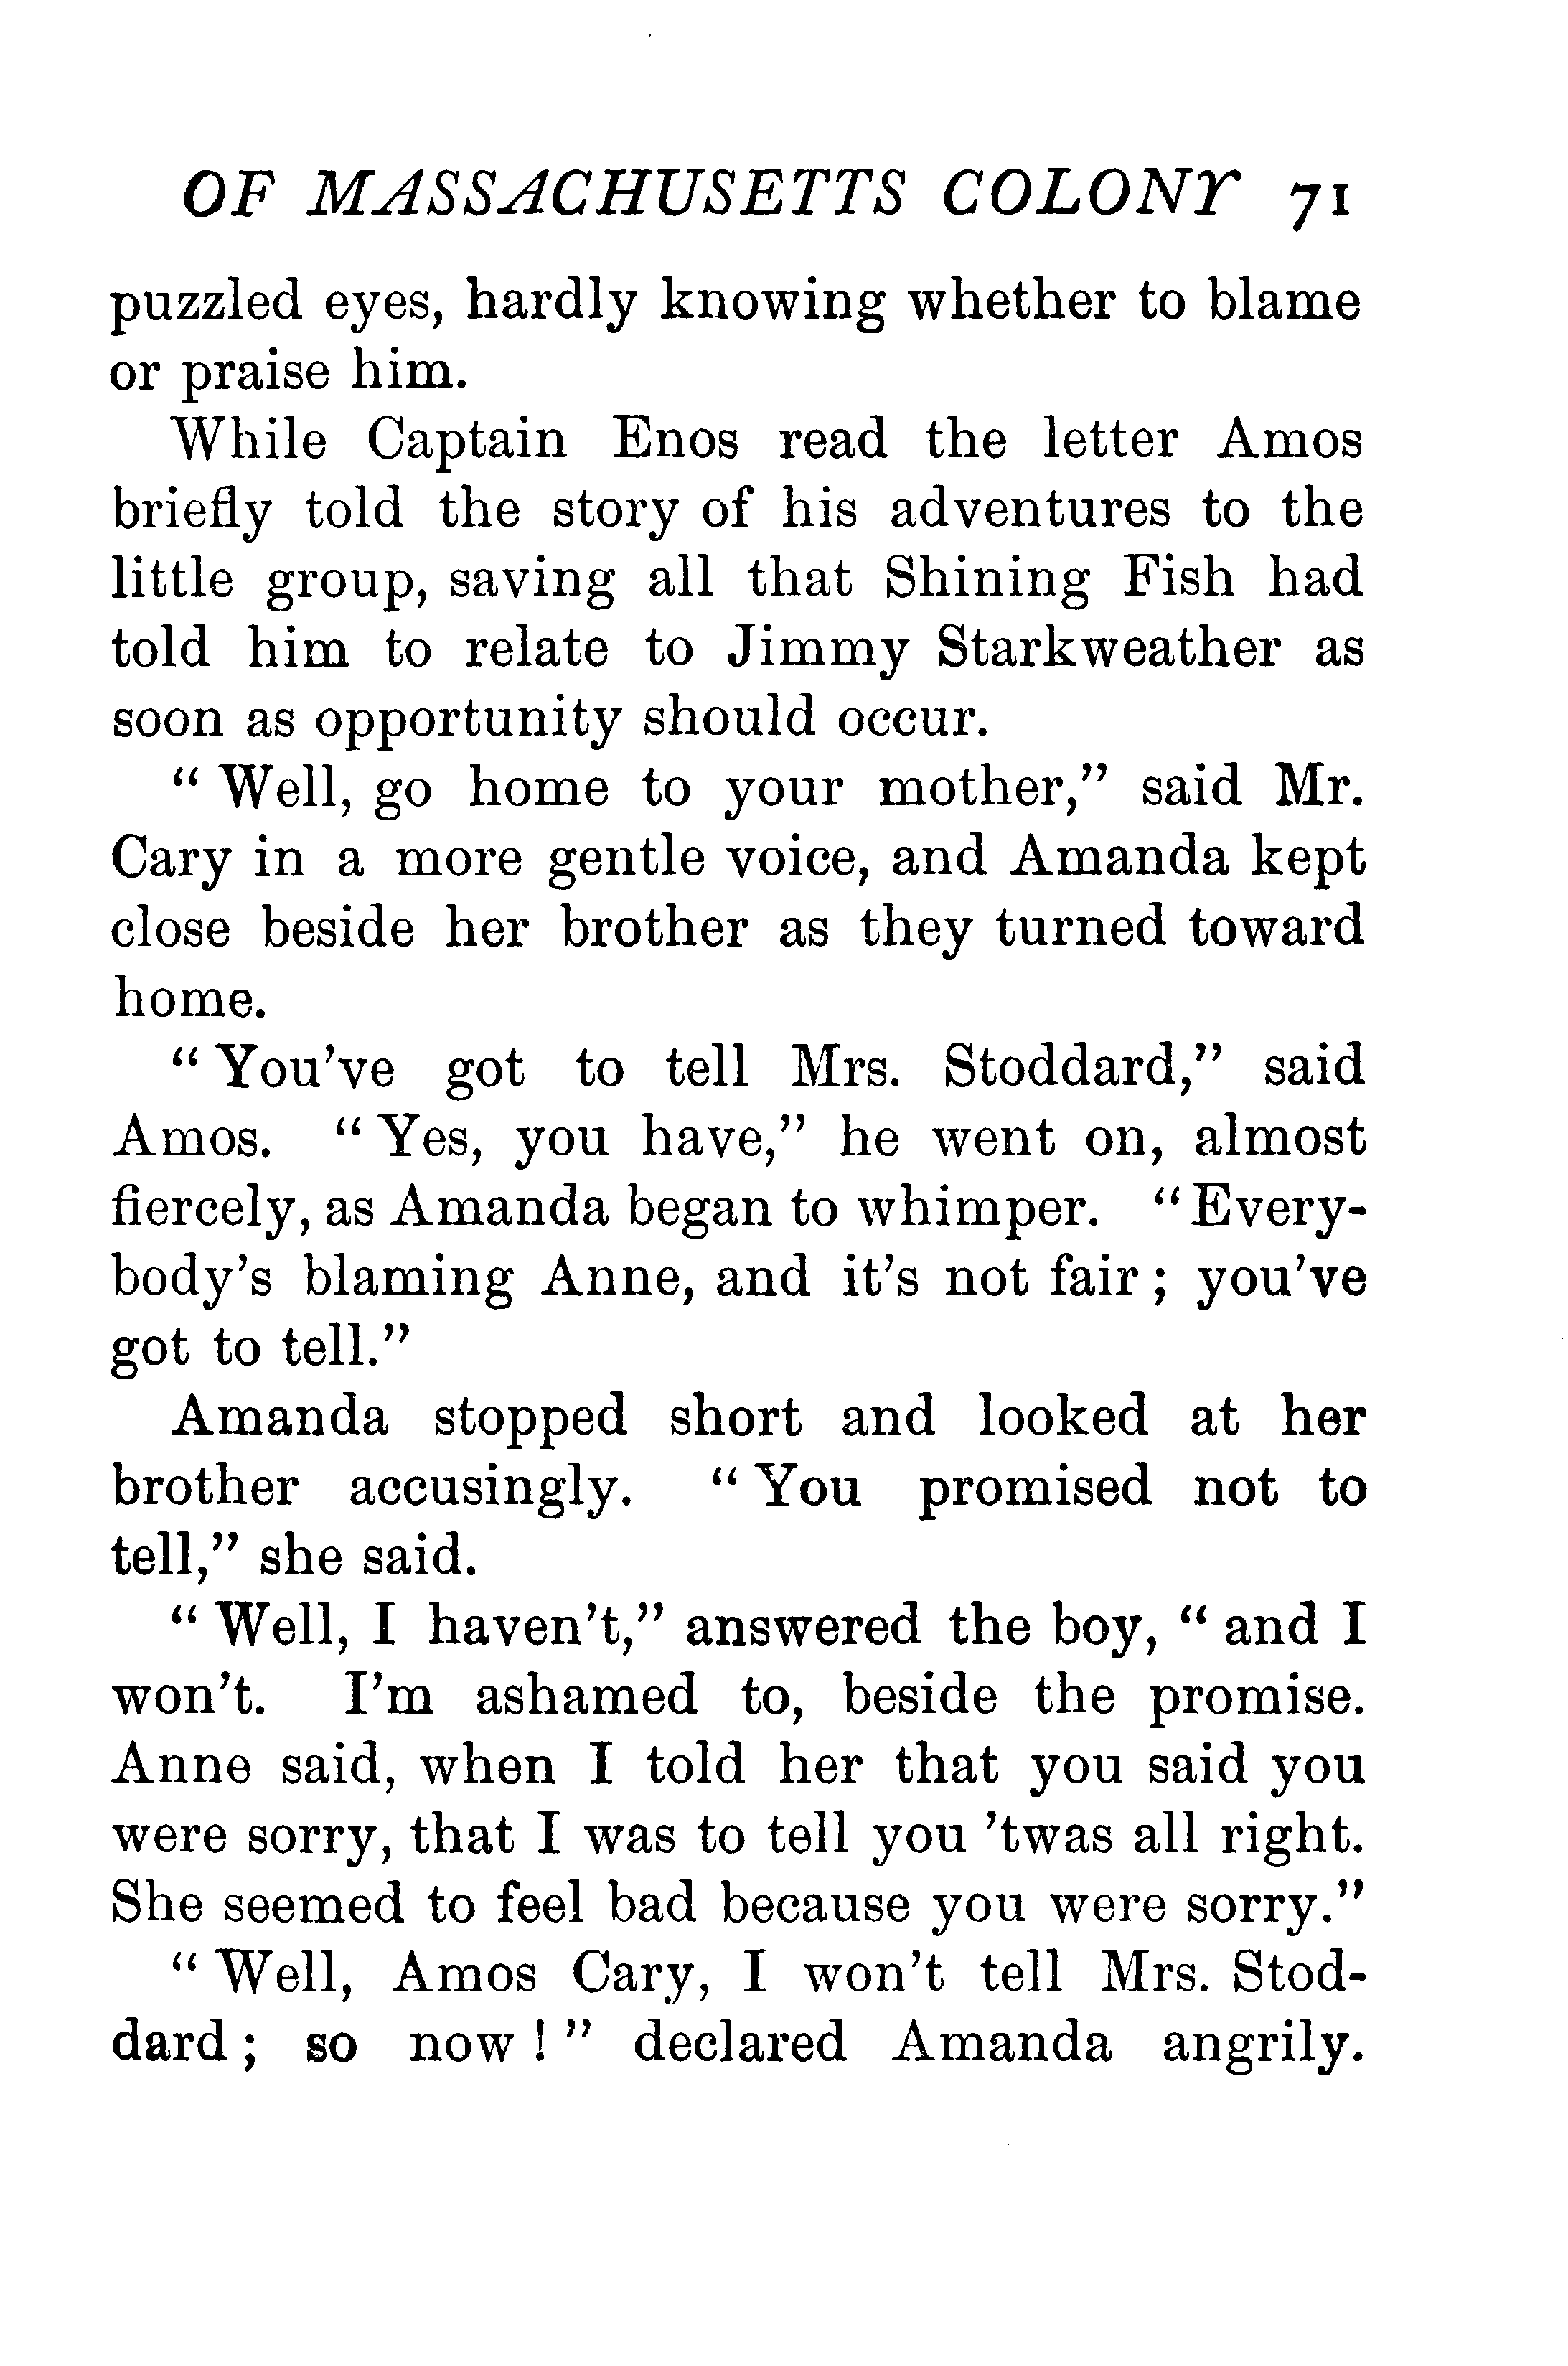 OF MASSACHUSETTS COLONY 71
puzzled eyes, hardly knowing whether to blame
or praise him.
While Captain Enos read the letter Amos
briefly told the story of his adventures to the
little group, saving all that Shining Fish had
told him to relate to Jimmy Starkweather as
soon as opportunity should occur.
“ Well, go home to your mother,” said Mr.
Cary in a more gentle voice, and Amanda kept
close beside her brother as they turned toward
home.
“ You’ve got to tell Mrs. Stoddard,” said
Amos. “ Yes, you have,” he went on, almost
fiercely, as Amanda began to whimper. “ Every-
body’s blaming Anne, and it’s not fair ; you’ve
got to tell.”
Amanda stopped short and looked at her
brother accusingly. “ You promised not to
tell,” she said.
“ Well, I haven’t,” answered the boy, “ and I
won’t. I’m ashamed to, beside the promise.
Anne said, when I told her that you said you
were sorry, that I was to tell you ’twas all right.
She seemed to feel bad because you were sorry.”
“ Well, Amos Cary, I won’t tell Mrs. Stod-
dard ; so now ! ” declared Amanda angrily.